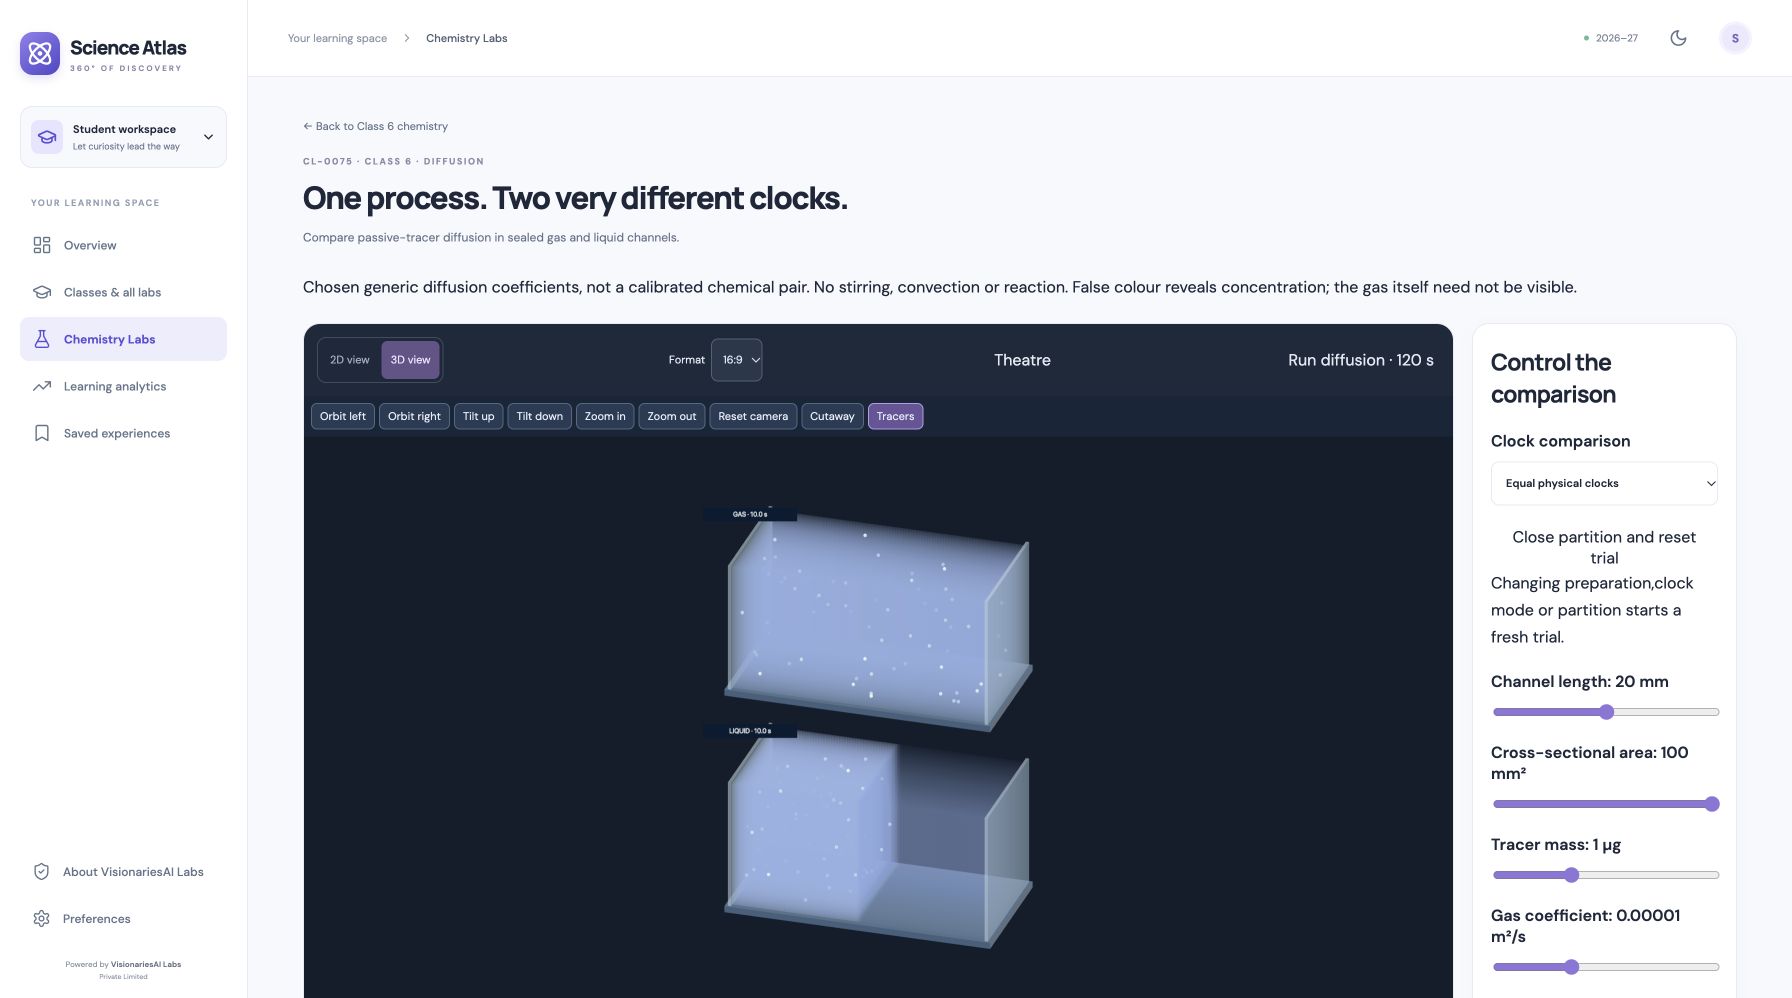 Science Atlas
360° OF DISCOVERY
Student workspace
Let curiosity lead the way
YOUR LEARNING SPACE
Overview
Classes & all labs
Chemistry Labs
Learning analytics
Saved experiences
About VisionariesAI Labs
Preferences
Powered by VisionariesAI Labs
Private Limited
Your learning space > Chemistry Labs
2026–27
S
← Back to Class 6 chemistry
CL-0075 · CLASS 6 · DIFFUSION
One process. Two very different clocks.
Compare passive-tracer diffusion in sealed gas and liquid channels.
Chosen generic diffusion coefficients, not a calibrated chemical pair. No stirring, convection or reaction. False colour reveals concentration; the gas itself need not be visible.
2D view 3D view Format 16:9 Theatre Run diffusion · 120 s
Orbit left Orbit right Tilt up Tilt down Zoom in Zoom out Reset camera Cutaway Tracers
GAS · 10.0 s
LIQUID · 10.0 s
Control the
comparison
Clock comparison
Equal physical clocks
Close partition and reset
trial
Changing preparation,clock
mode or partition starts a
fresh trial.
Channel length: 20 mm
Cross-sectional area: 100
mm²
Tracer mass: 1 µg
Gas coefficient: 0.00001
m²/s